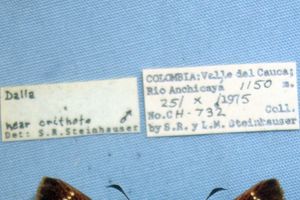 Dalla
near crithote ♂
Det: S.R. Steinhauser
COLOMBIA: Valle del Cauca;
Rio Anchicaya 1150 m.
25/ X /1975
No. CH-732 Coll.
by S.R. y L.M. Steinhauser